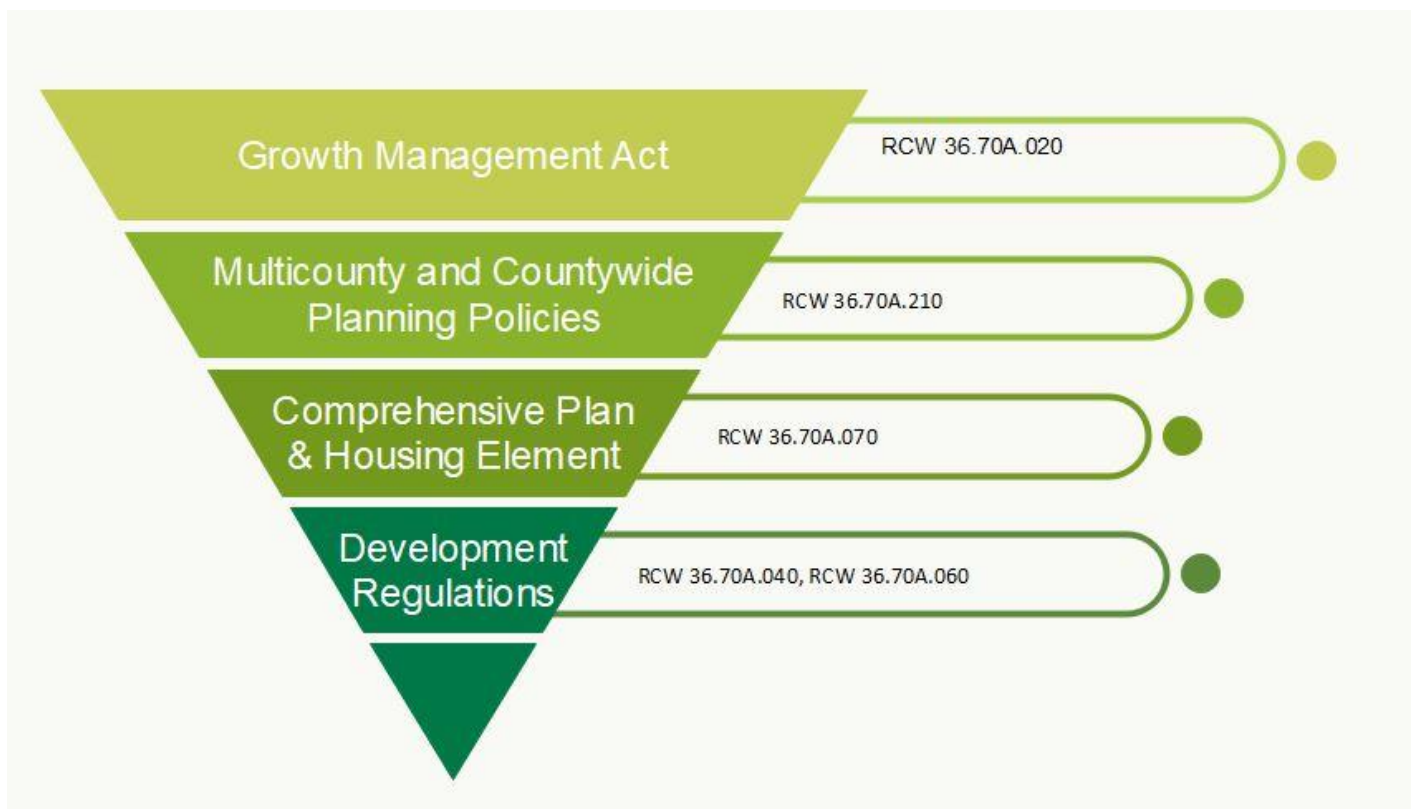 Growth Management Act
RCW 36.70A.020
Multicounty and Countywide
Planning Policies
RCW 36.70A.210
Comprehensive Plan
& Housing Element
RCW 36.70A.070
Development
Regulations
RCW 36.70A.040, RCW 36.70A.060